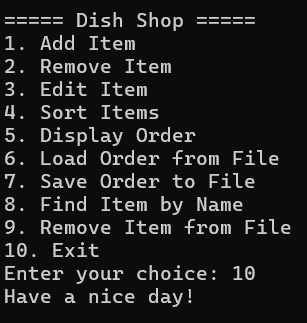 ===== Dish Shop =====
1. Add Item
2. Remove Item
3. Edit Item
4. Sort Items
5. Display Order
6. Load Order from File
7. Save Order to File
8. Find Item by Name
9. Remove Item from File
10. Exit
Enter your choice: 10
Have a nice day!